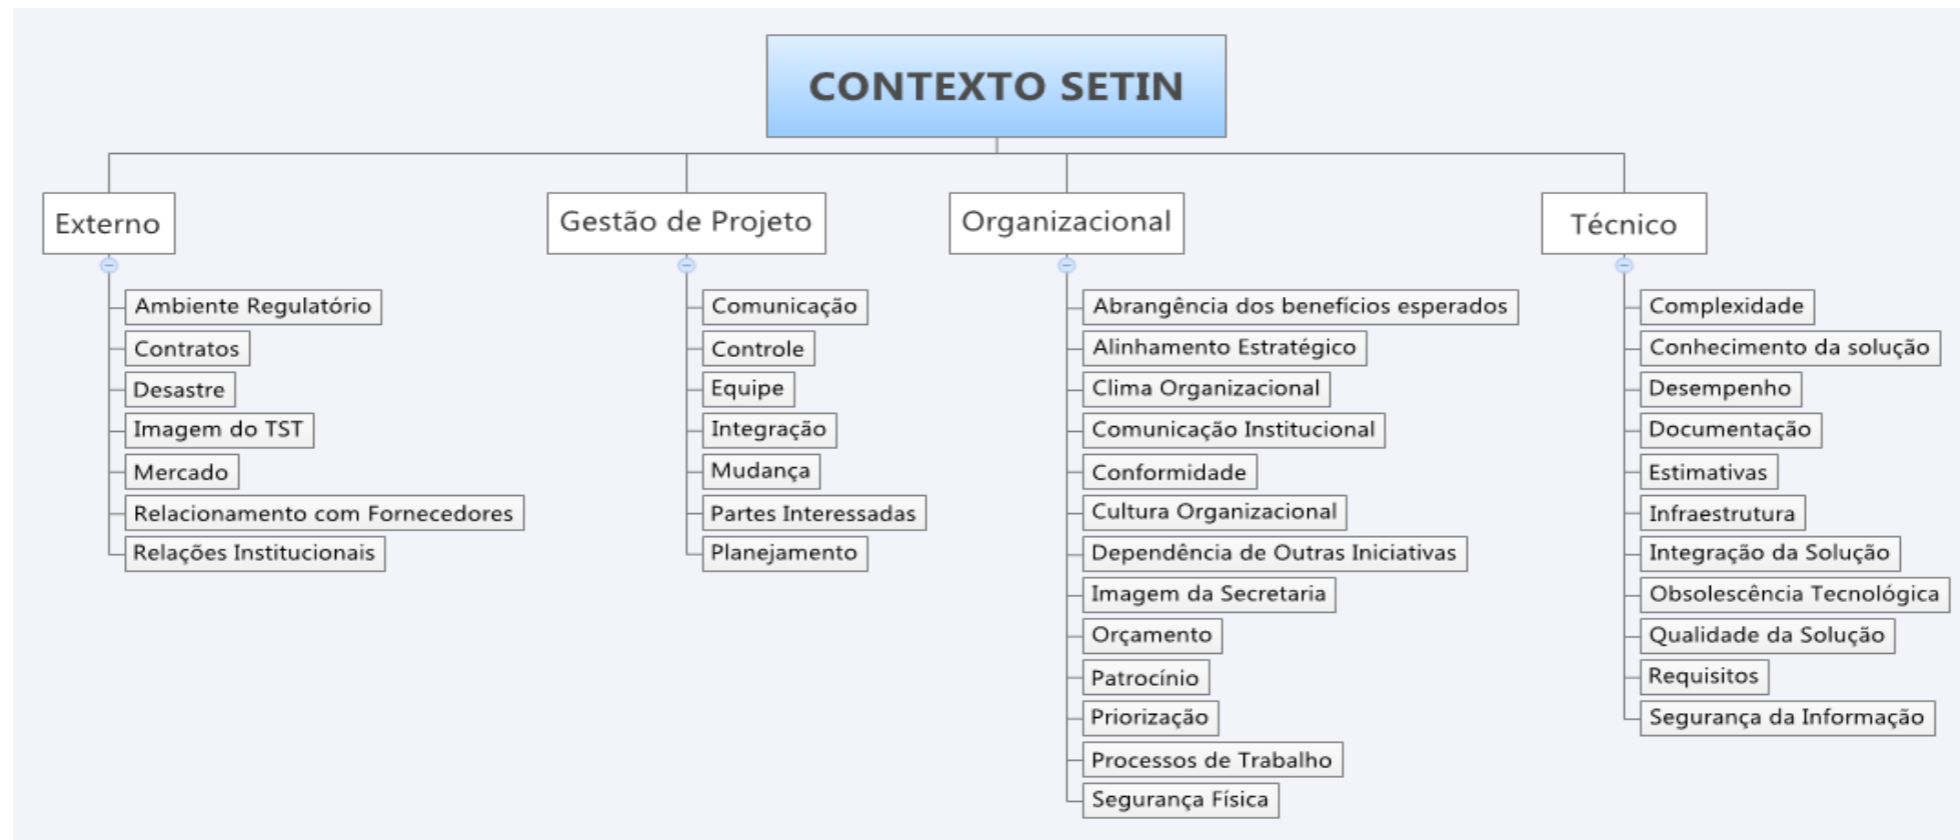 CONTEXTO SETIN
Externo
Ambiente Regulatório
Contratos
Desastre
Imagem do TST
Mercado
Relacionamento com Fornecedores
Relações Institucionais
Gestão de Projeto
Comunicação
Controle
Equipe
Integração
Mudança
Partes Interessadas
Planejamento
Organizacional
Abrangência dos benefícios esperados
Alinhamento Estratégico
Clima Organizacional
Comunicação Institucional
Conformidade
Cultura Organizacional
Dependência de Outras Iniciativas
Imagem da Secretaria
Orçamento
Patrocínio
Priorização
Processos de Trabalho
Segurança Física
Técnico
Complexidade
Conhecimento da solução
Desempenho
Documentação
Estimativas
Infraestrutura
Integração da Solução
Obsolescência Tecnológica
Qualidade da Solução
Requisitos
Segurança da Informação